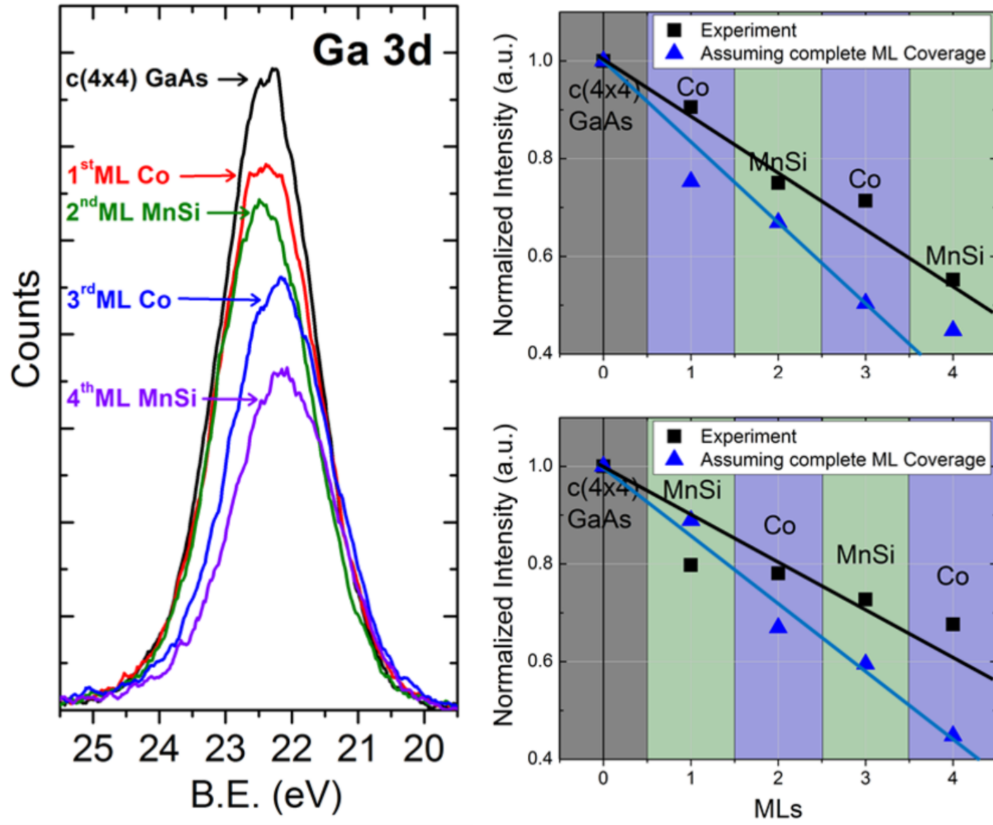 Ga 3d
c(4x4) GaAs
1st ML Co
2nd ML MnSi
3rd ML Co
4th ML MnSi
Counts
25 24 23 22 21 20
B.E. (eV)
Experiment
Assuming complete ML Coverage
Normalized Intensity (a.u.)
1.0
0.8
0.6
0.4
c(4x4)
GaAs
Co
MnSi
Co
MnSi
0 1 2 3 4
Experiment
Assuming complete ML Coverage
Normalized Intensity (a.u.)
1.0
0.8
0.6
0.4
c(4x4)
GaAs
MnSi
Co
MnSi
Co
0 1 2 3 4
MLs